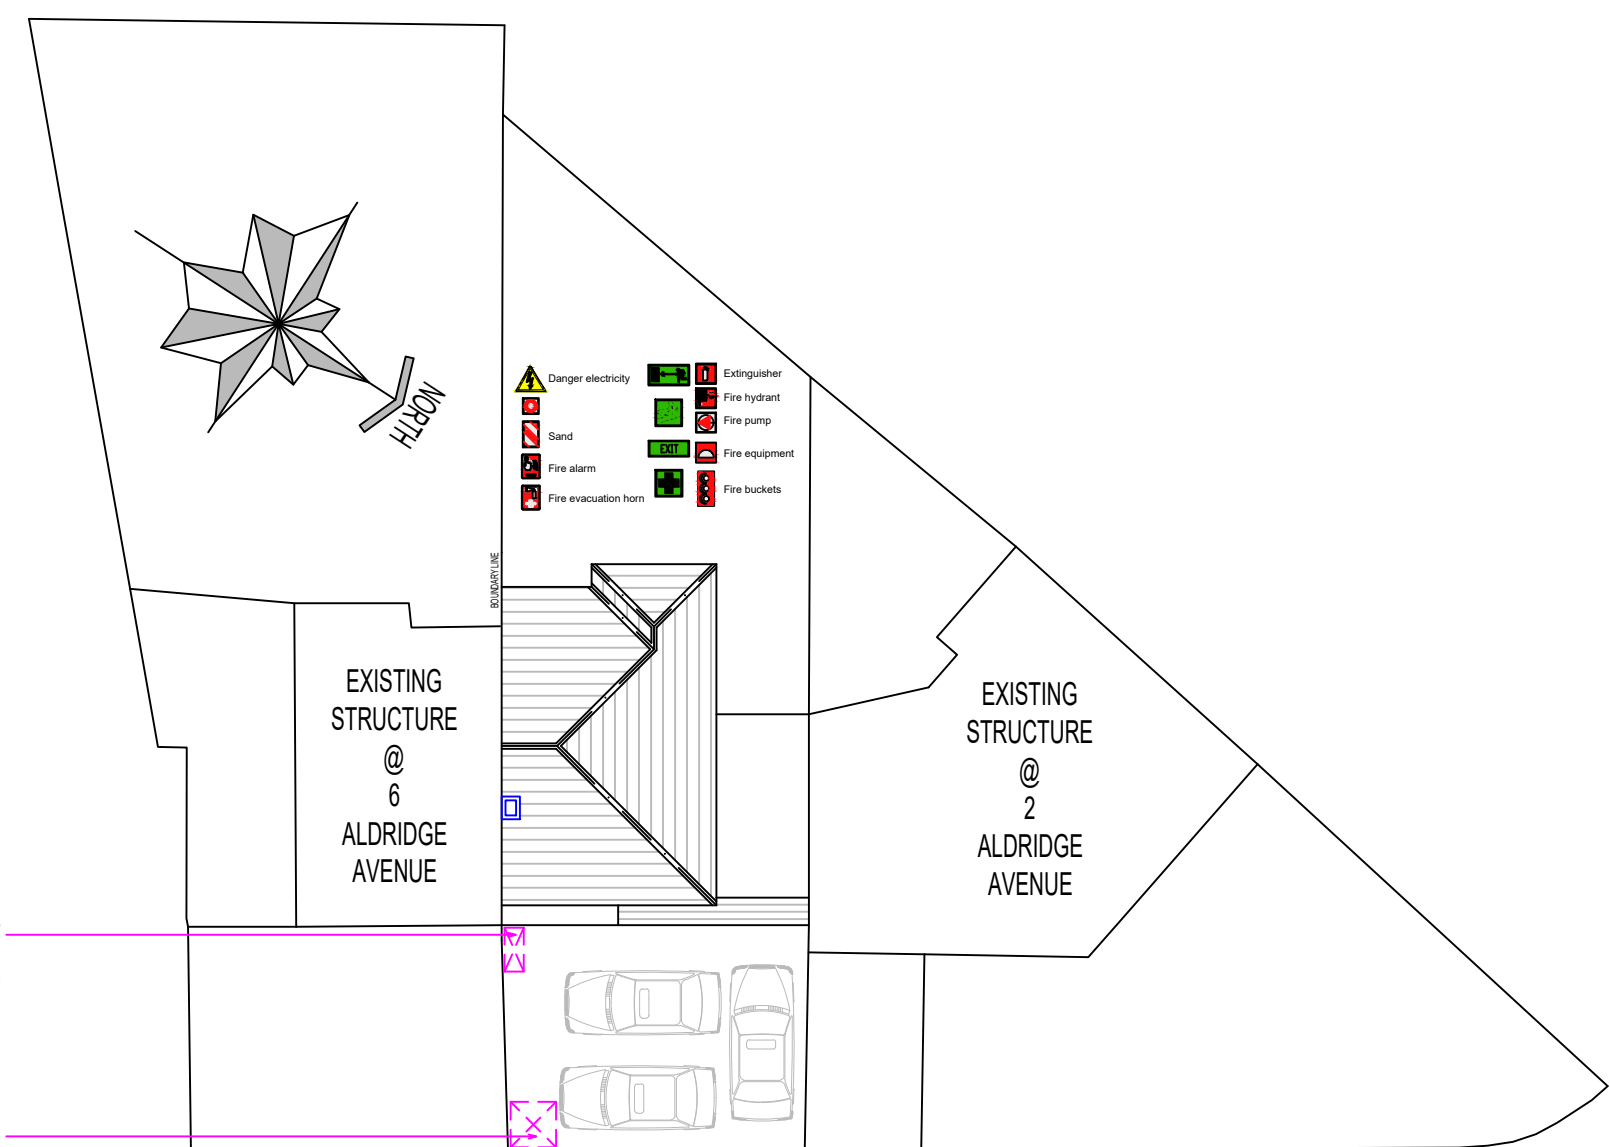 NORTH
Danger electricity
Sand
Fire alarm
Fire evacuation horn
EXIT
Extinguisher
Fire hydrant
Fire pump
Fire equipment
Fire buckets
BOUNDARY LINE
EXISTING
STRUCTURE
@
6
ALDRIDGE
AVENUE
EXISTING
STRUCTURE
@
2
ALDRIDGE
AVENUE